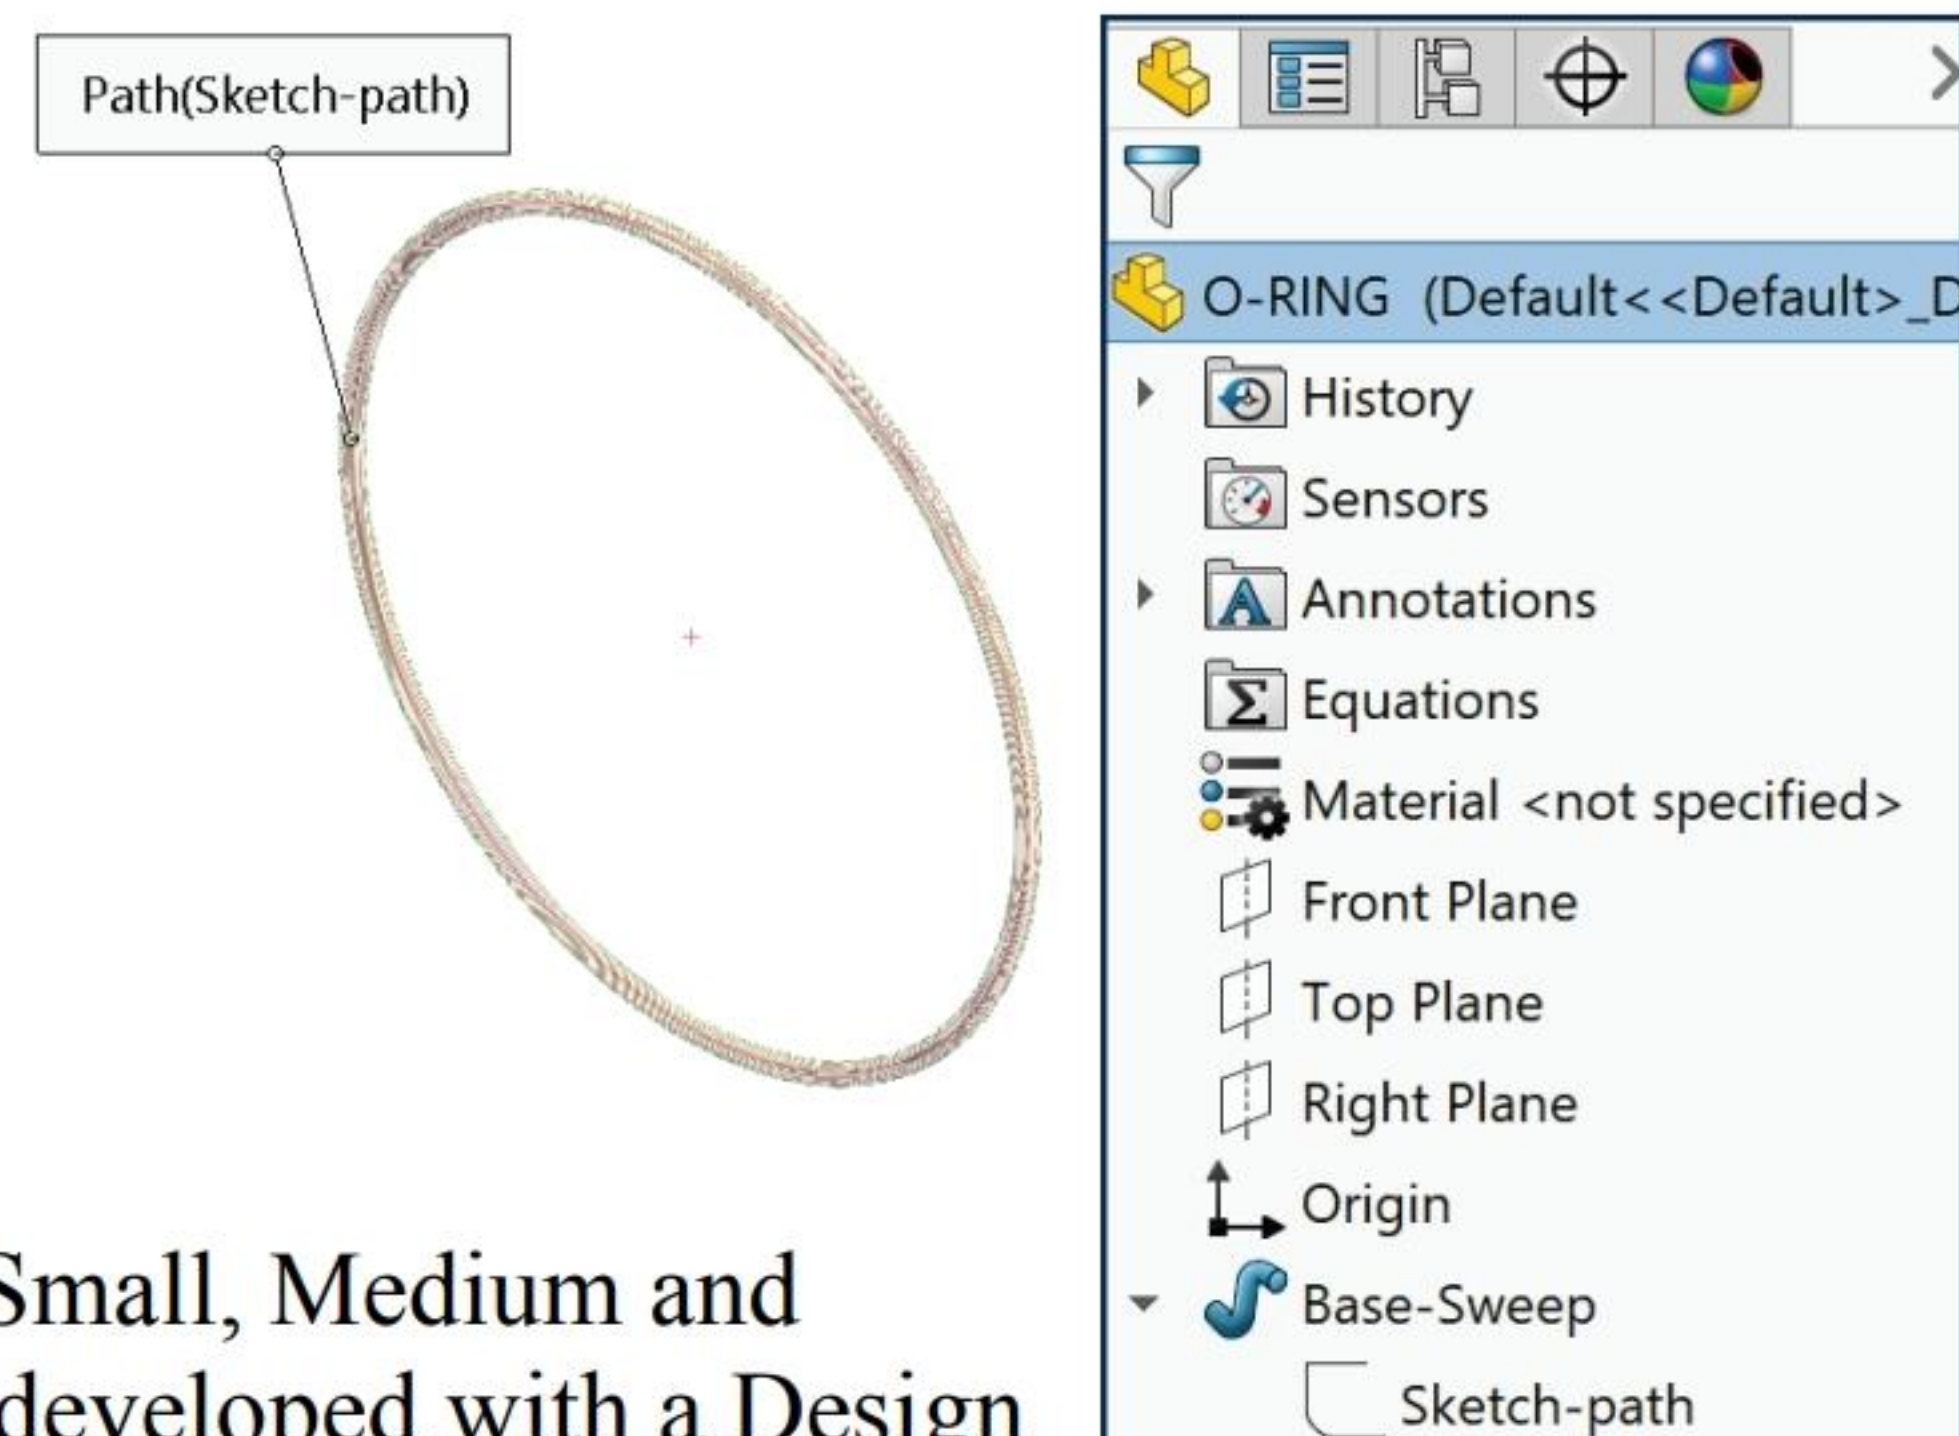 Path(Sketch-path)
O-RING (Default<<Default>_D
History
Sensors
Annotations
Equations
Material <not specified>
Front Plane
Top Plane
Right Plane
Origin
Base-Sweep
Sketch-path
Small, Medium and
developed with a Design